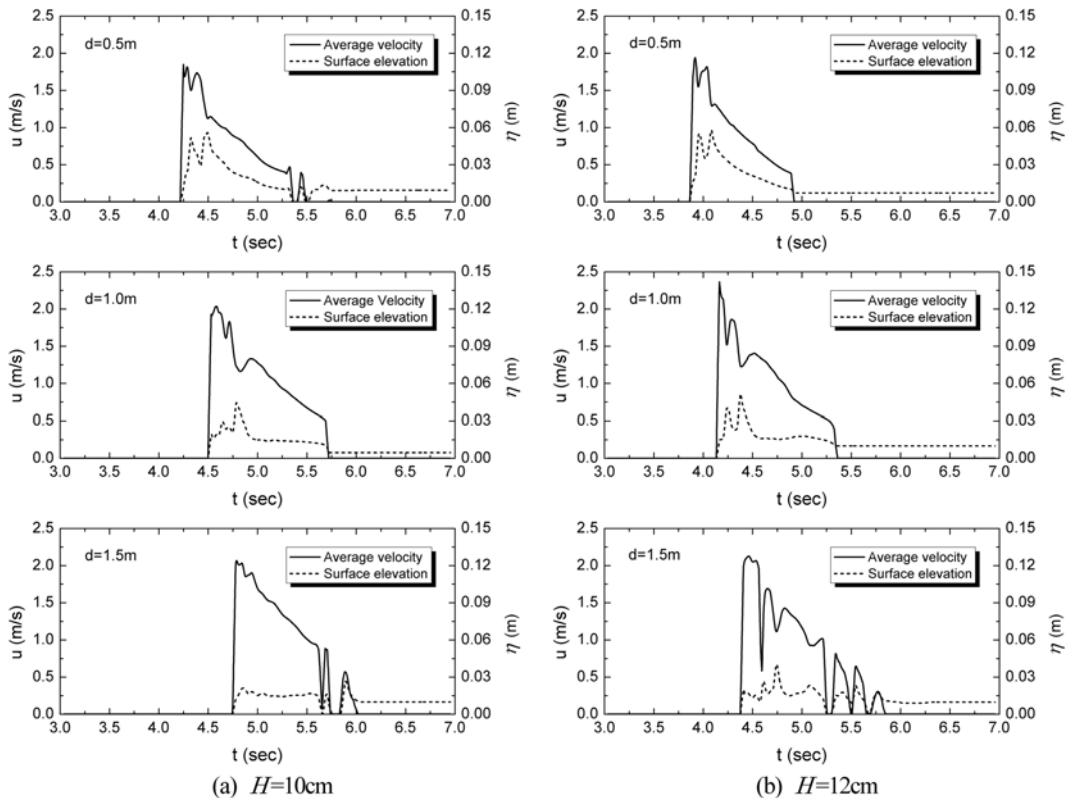 d=0.5m
Average velocity
Surface elevation
u (m/s)
2.5
2.0
1.5
1.0
0.5
0.0
0.15
0.12
0.09
0.06
0.03
0.00
η (m)
3.0 3.5 4.0 4.5 5.0 5.5 6.0 6.5 7.0
t (sec)
d=0.5m
Average velocity
Surface elevation
u (m/s)
2.5
2.0
1.5
1.0
0.5
0.0
0.15
0.12
0.09
0.06
0.03
0.00
η (m)
3.0 3.5 4.0 4.5 5.0 5.5 6.0 6.5 7.0
t (sec)
d=1.0m
Average Velocity
Surface elevation
u (m/s)
2.5
2.0
1.5
1.0
0.5
0.0
0.15
0.12
0.09
0.06
0.03
0.00
η (m)
3.0 3.5 4.0 4.5 5.0 5.5 6.0 6.5 7.0
t (sec)
d=1.0m
Average velocity
Surface elevation
u (m/s)
2.5
2.0
1.5
1.0
0.5
0.0
0.15
0.12
0.09
0.06
0.03
0.00
η (m)
3.0 3.5 4.0 4.5 5.0 5.5 6.0 6.5 7.0
t (sec)
d=1.5m
Average velocity
Surface elevation
u (m/s)
2.5
2.0
1.5
1.0
0.5
0.0
0.15
0.12
0.09
0.06
0.03
0.00
η (m)
3.0 3.5 4.0 4.5 5.0 5.5 6.0 6.5 7.0
t (sec)
d=1.5m
Average velocity
Surface elevation
u (m/s)
2.5
2.0
1.5
1.0
0.5
0.0
0.15
0.12
0.09
0.06
0.03
0.00
η (m)
3.0 3.5 4.0 4.5 5.0 5.5 6.0 6.5 7.0
t (sec)
(a) H=10cm
(b) H=12cm